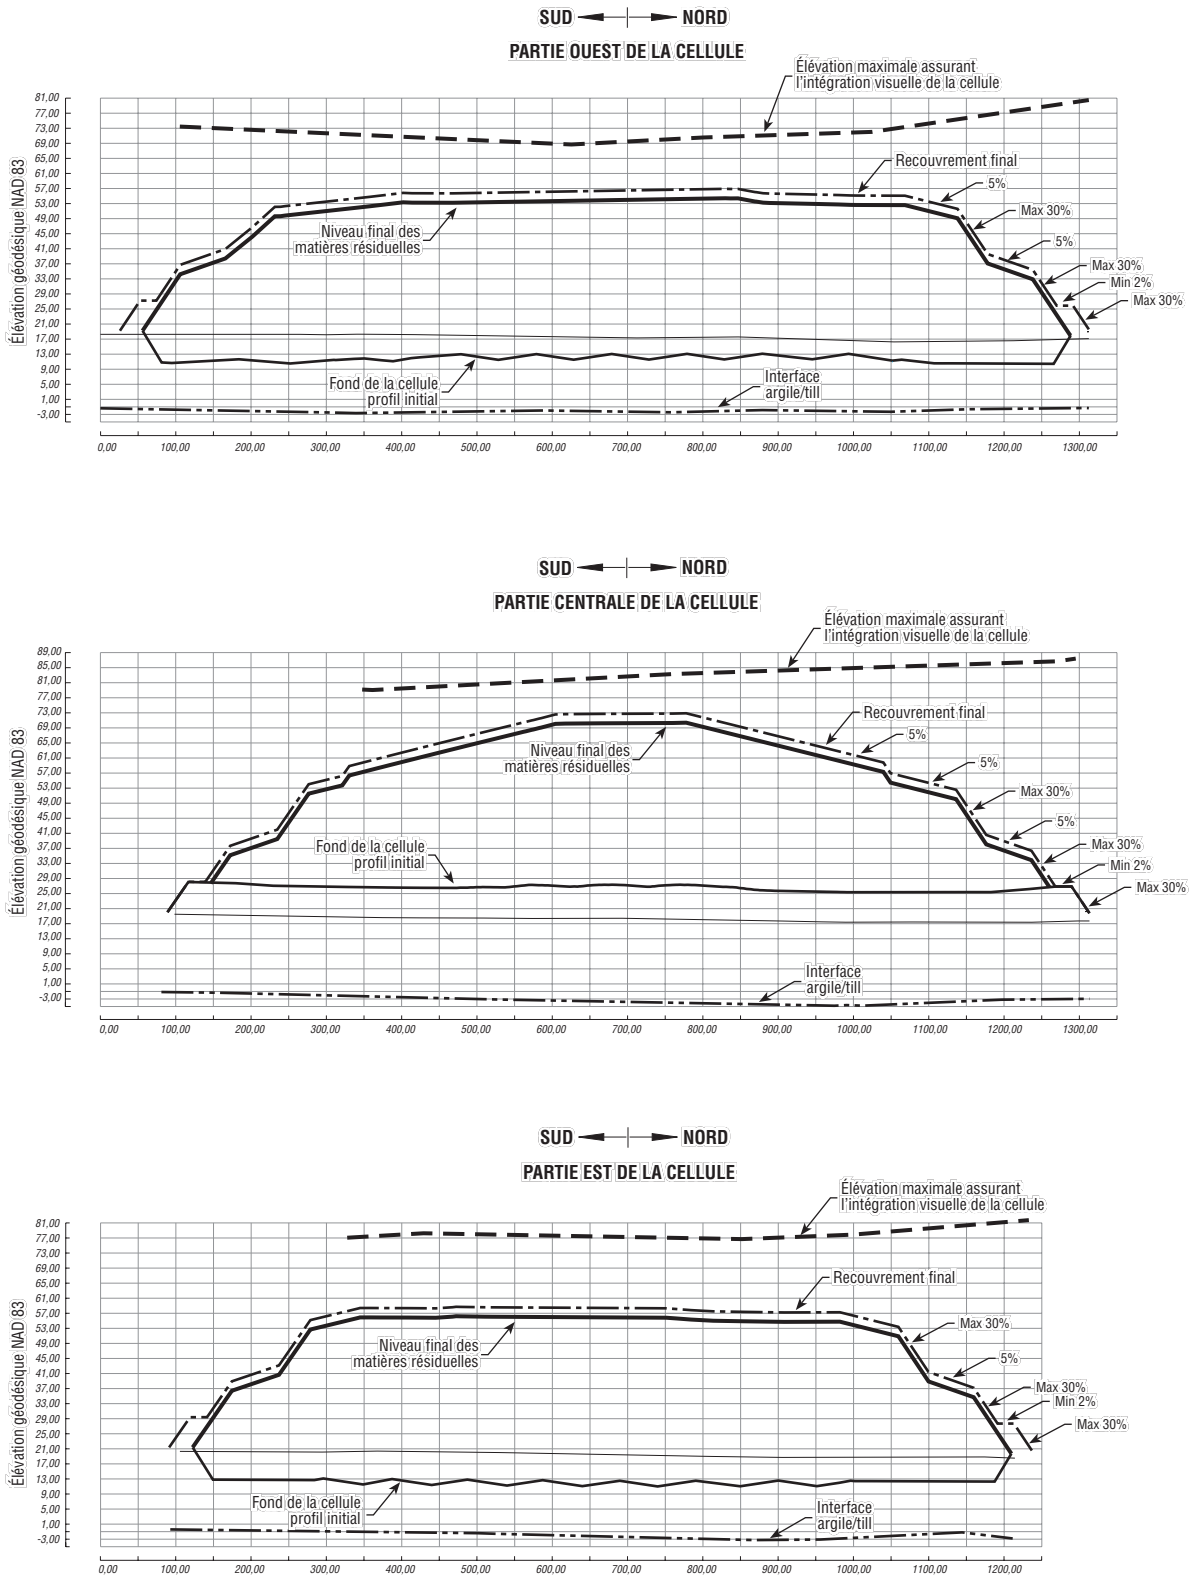 SUD NORD
PARTIE OUEST DE LA CELLULE
Élévation maximale assurant
l'intégration visuelle de la cellule
81,00
77,00
73,00
69,00
65,00
61,00
57,00
53,00
49,00
45,00
41,00
37,00
33,00
29,00
25,00
21,00
17,00
13,00
9,00
5,00
1,00
-3,00
Élévation géodésique NAD 83
Recouvrement final
5%
Max 30%
Niveau final des
matières résiduelles
5%
Max 30%
Min 2%
Max 30%
Fond de la cellule
profil initial
Interface
argile/till
0,00 100,00 200,00 300,00 400,00 500,00 600,00 700,00 800,00 900,00 1000,00 1100,00 1200,00 1300,00
SUD NORD
PARTIE CENTRALE DE LA CELLULE
Élévation maximale assurant
l'intégration visuelle de la cellule
89,00
85,00
81,00
77,00
73,00
69,00
65,00
61,00
57,00
53,00
49,00
45,00
41,00
37,00
33,00
29,00
25,00
21,00
17,00
13,00
9,00
5,00
1,00
-3,00
Élévation géodésique NAD 83
Recouvrement final
5%
Niveau final des
matières résiduelles
5%
Max 30%
5%
Fond de la cellule
profil initial
Max 30%
Min 2%
Max 30%
Interface
argile/till
0,00 100,00 200,00 300,00 400,00 500,00 600,00 700,00 800,00 900,00 1000,00 1100,00 1200,00 1300,00
SUD NORD
PARTIE EST DE LA CELLULE
Élévation maximale assurant
l'intégration visuelle de la cellule
81,00
77,00
73,00
69,00
65,00
61,00
57,00
53,00
49,00
45,00
41,00
37,00
33,00
29,00
25,00
21,00
17,00
13,00
9,00
5,00
1,00
-3,00
Élévation géodésique NAD 83
Recouvrement final
Max 30%
Niveau final des
matières résiduelles
5%
Max 30%
Min 2%
Max 30%
Fond de la cellule
profil initial
Interface
argile/till
0,00 100,00 200,00 300,00 400,00 500,00 600,00 700,00 800,00 900,00 1000,00 1100,00 1200,00